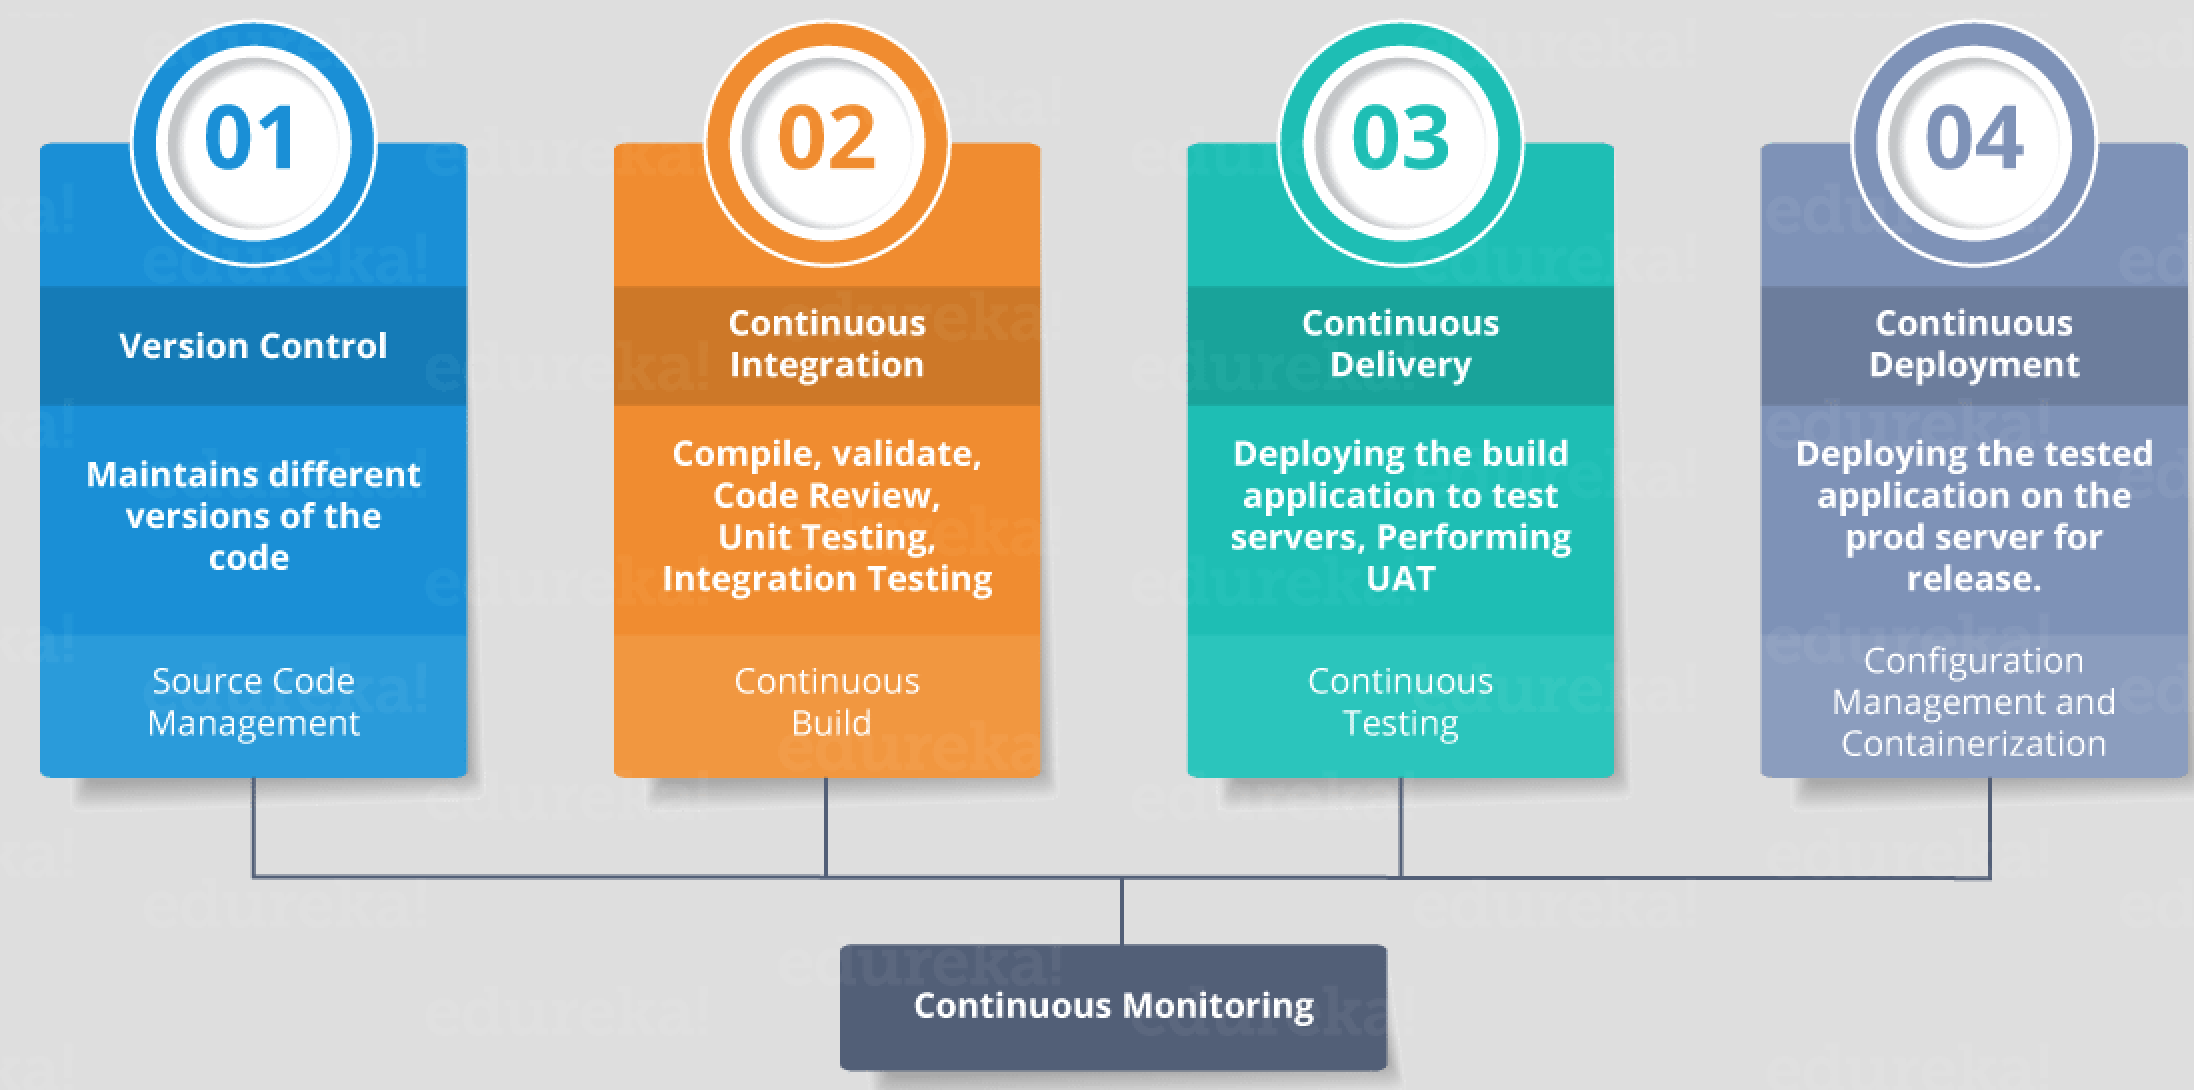 01
Version Control
Maintains different
versions of the
code
Source Code
Management
02
Continuous
Integration
Compile, validate,
Code Review,
Unit Testing,
Integration Testing
Continuous
Build
03
Continuous
Delivery
Deploying the build
application to test
servers, Performing
UAT
Continuous
Testing
04
Continuous
Deployment
Deploying the tested
application on the
prod server for
release.
Configuration
Management and
Containerization
Continuous Monitoring
edureka!